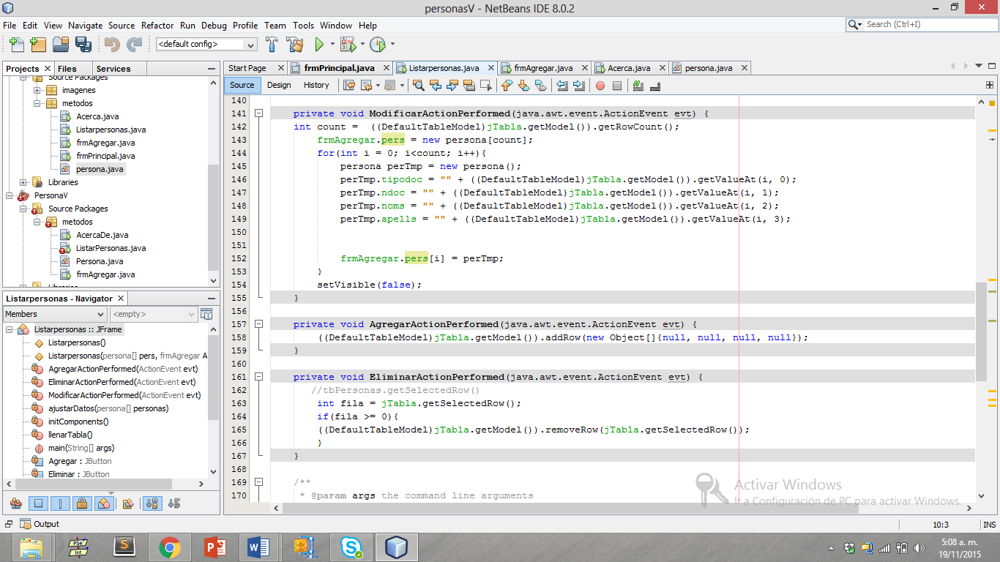 personasV - NetBeans IDE 8.0.2
File Edit View Navigate Source Refactor Run Debug Profile Team Tools Window Help
Search (Ctrl+I)
<default config>
Projects Files Services
Source Packages
imagenes
metodos
Acerca.java
Listarpersonas.java
frmAgregar.java
frmPrincipal.java
persona.java
Libraries
PersonaV
Source Packages
metodos
AcercaDe.java
ListarPersonas.java
Persona.java
frmAgregar.java
Libraries
Listarpersonas - Navigator
Members <empty>
Listarpersonas :: JFrame
Listarpersonas()
Listarpersonas(persona[] pers, frmAgregar A
AgregarActionPerformed(ActionEvent evt)
EliminarActionPerformed(ActionEvent evt)
ModificarActionPerformed(ActionEvent evt)
ajustarDatos(persona[] personas)
initComponents()
llenarTabla()
main(String[] args)
Agregar : JButton
Eliminar : JButton
Start Page frmPrincipal.java Listarpersonas.java frmAgregar.java Acerca.java persona.java
Source Design History
140
141 private void ModificarActionPerformed(java.awt.event.ActionEvent evt) {
142 int count = ((DefaultTableModel)jTabla.getModel()).getRowCount();
143 frmAgregar.pers = new persona[count];
144 for(int i = 0; i<count; i++){
145 persona perTmp = new persona();
146 perTmp.tipodoc = "" + ((DefaultTableModel)jTabla.getModel()).getValueAt(i, 0);
147 perTmp.ndoc = "" + ((DefaultTableModel)jTabla.getModel()).getValueAt(i, 1);
148 perTmp.noms = "" + ((DefaultTableModel)jTabla.getModel()).getValueAt(i, 2);
149 perTmp.apells = "" + ((DefaultTableModel)jTabla.getModel()).getValueAt(i, 3);
150
151
152 frmAgregar.pers[i] = perTmp;
153 }
154 setVisible(false);
155 }
156
157 private void AgregarActionPerformed(java.awt.event.ActionEvent evt) {
158 ((DefaultTableModel)jTabla.getModel()).addRow(new Object[]{null, null, null, null});
159 }
160
161 private void EliminarActionPerformed(java.awt.event.ActionEvent evt) {
162 //tbPersonas.getSelectedRow()
163 int fila = jTabla.getSelectedRow();
164 if(fila >= 0){
165 ((DefaultTableModel)jTabla.getModel()).removeRow(jTabla.getSelectedRow());
166 }
167 }
168
169 /**
170 * @param args the command line arguments
Activar Windows
Ir a Configuración de PC para activar Windows.
Output
10:3 INS
PSe
Int
5:08 a. m.
19/11/2015